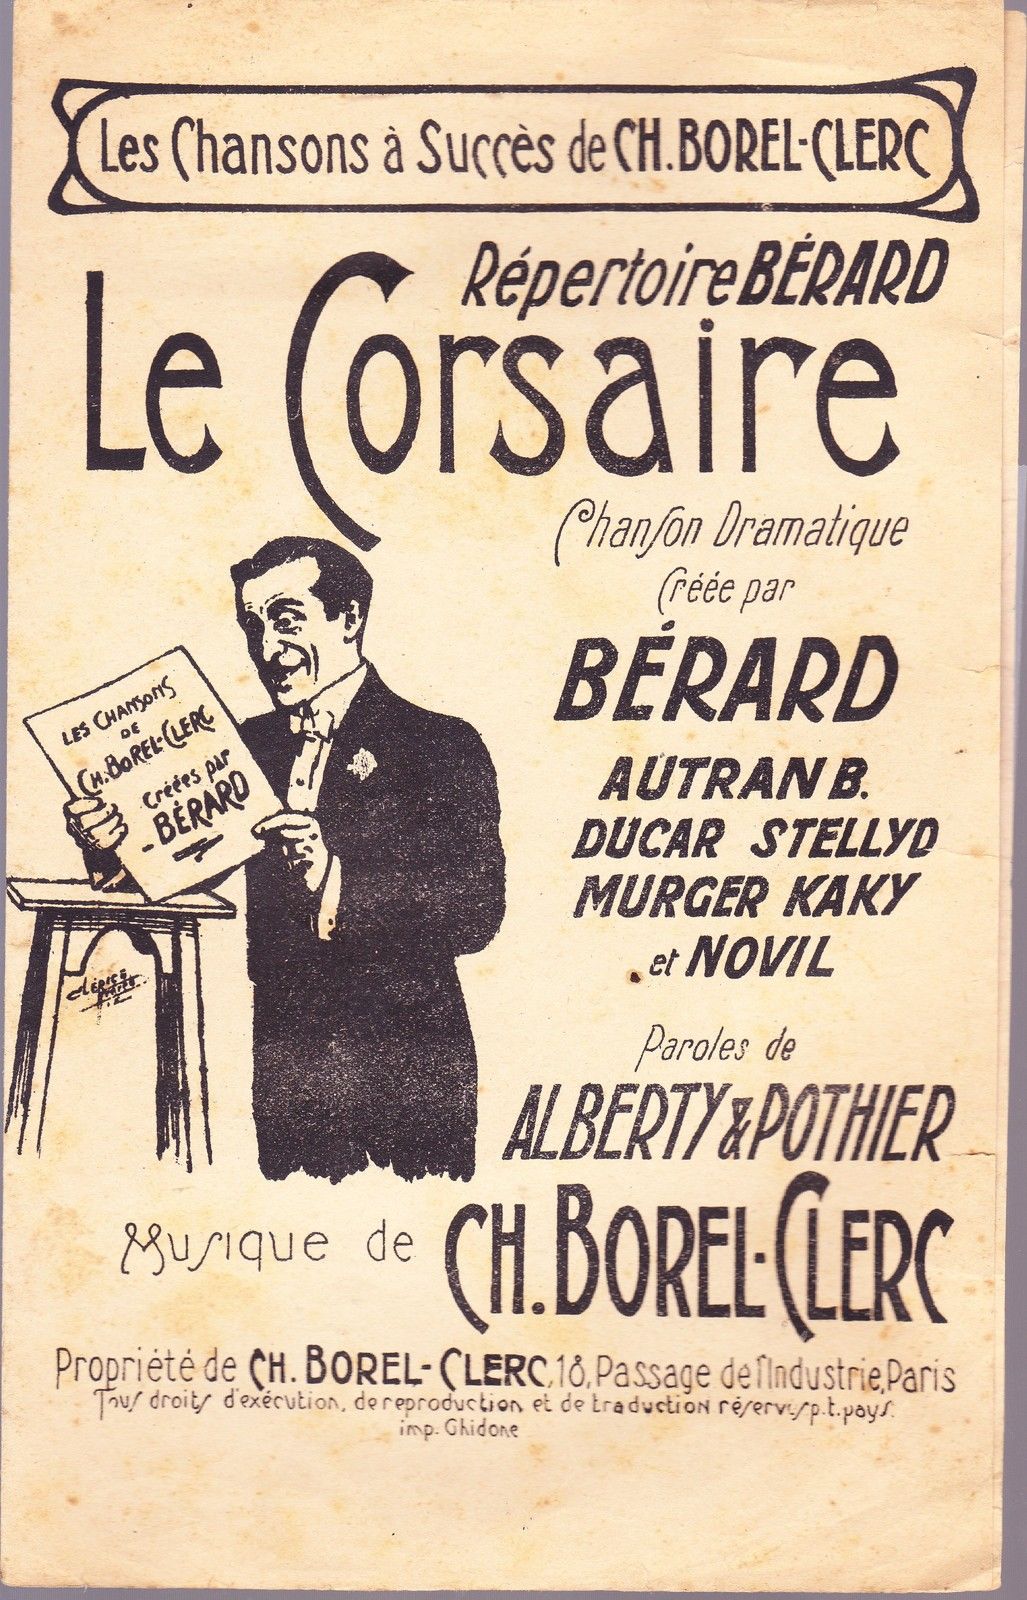 Les Chansons à Succès de CH. BOREL-CLERC
Répertoire BÉRARD
Le Corsaire
Chanson Dramatique
Créée par
BÉRARD
AUTRAN B.
DUCAR STELLYD
MURGER KAKY
et NOVIL
LES CHANSONS
DE
CH. BOREL-CLERC
créées par
- BÉRARD
Paroles de
ALBERTY & POTHIER
Musique de CH. BOREL-CLERC
Propriété de CH. BOREL-CLERC, 18, Passage de l'Industrie, Paris
Tous droits d'exécution, de reproduction et de traduction réservés p. t. pays.
imp. Ghidone